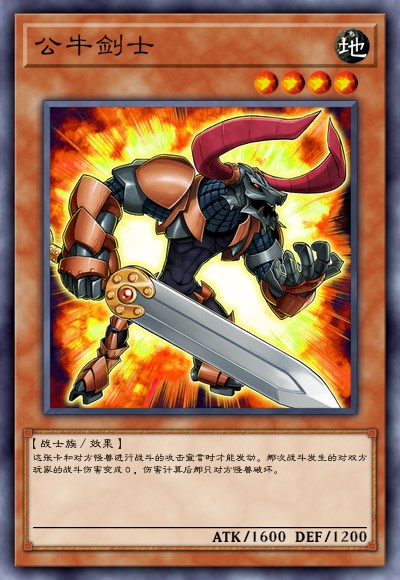 公牛剑士
地
【战士族／效果】
这张卡和对方怪兽进行战斗的攻击宣言时才能发动。那次战斗发生的对双方
玩家的战斗伤害变成０，伤害计算后那只对方怪兽破坏。
ATK/1600 DEF/1200